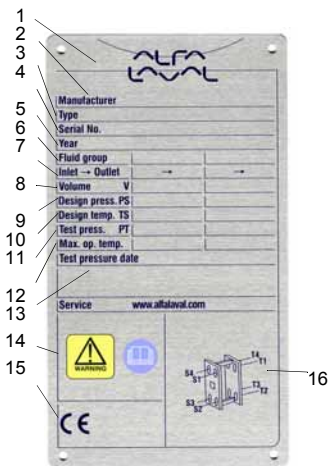 1
2
3
4
5
6
7
8
9
10
11
12
13
14
15
16
ALFA
LAVAL
Manufacturer
Type
Serial No.
Year
Fluid group
Inlet → Outlet → →
Volume V
Design press. PS
Design temp. TS
Test press. PT
Max. op. temp.
Test pressure date
Service www.alfalaval.com
WARNING
CE
S4
S1
S3
S2
T4
T1
T3
T2